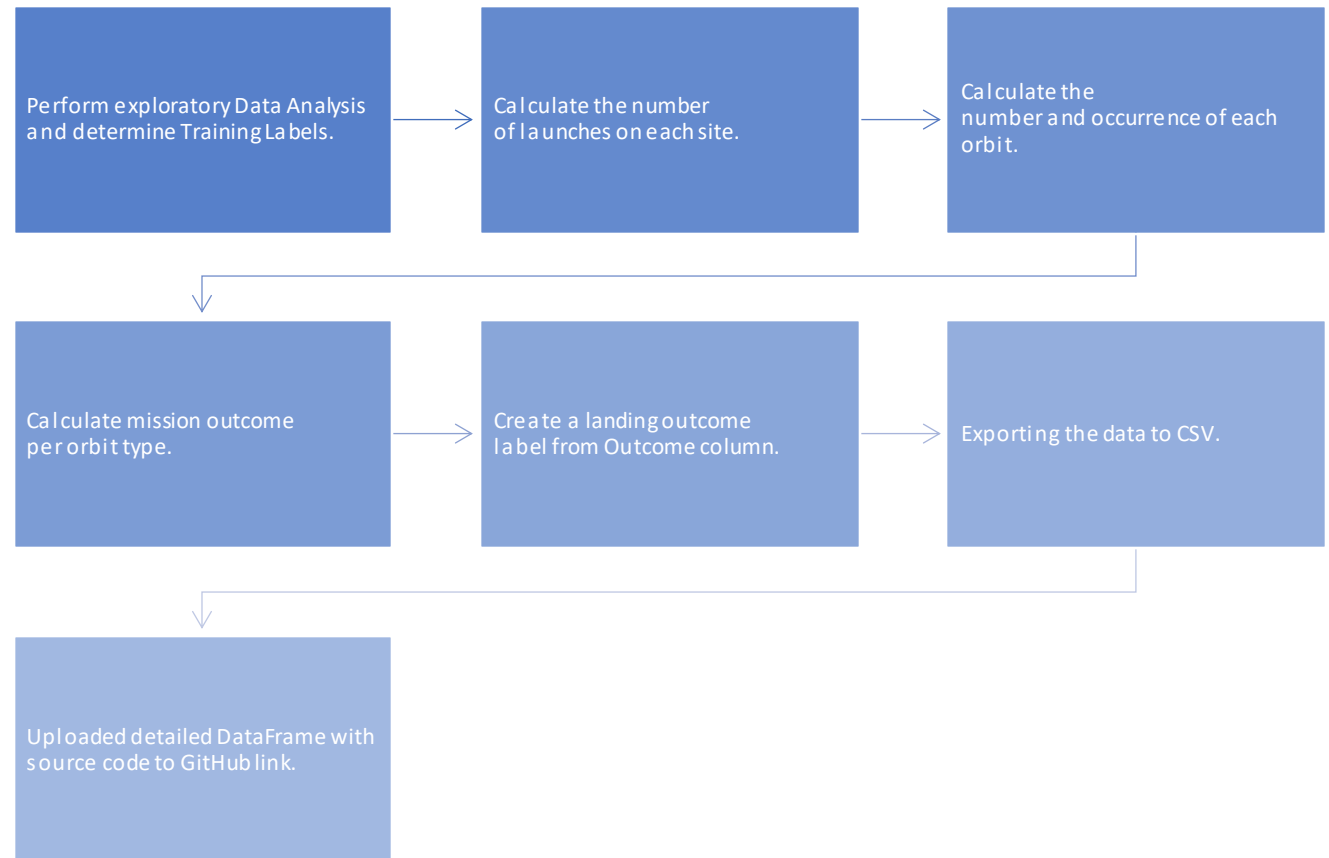 Perform exploratory Data Analysis
and determine Training Labels.
Calculate the number
of launches on each site.
Calculate the
number and occurrence of each
orbit.
Calculate mission outcome
per orbit type.
Create a landing outcome
label from Outcome column.
Exporting the data to CSV.
Uploaded detailed DataFrame with
source code to GitHub link.